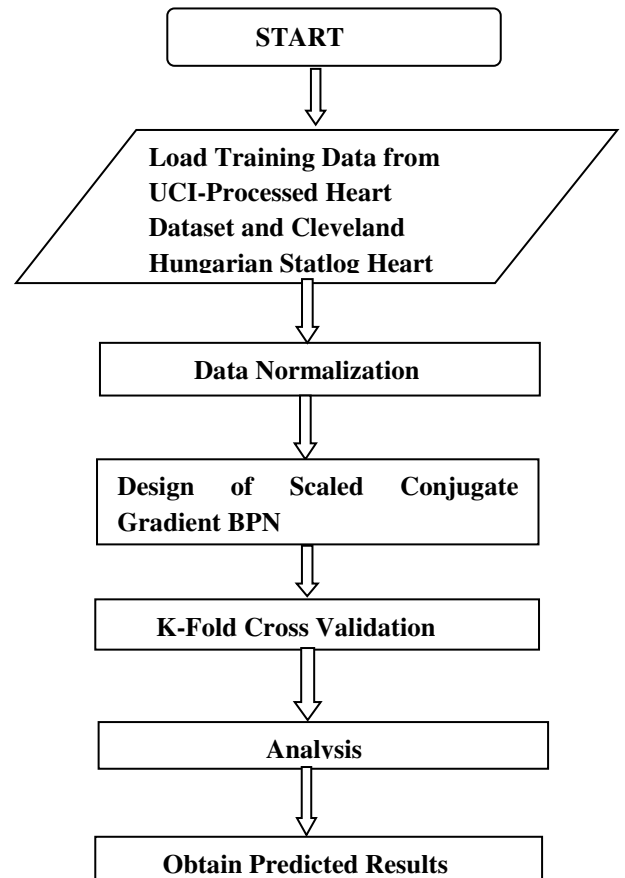 START
Load Training Data from
UCI-Processed Heart
Dataset and Cleveland
Hungarian Statlog Heart
Data Normalization
Design of Scaled Conjugate
Gradient BPN
K-Fold Cross Validation
Analysis
Obtain Predicted Results